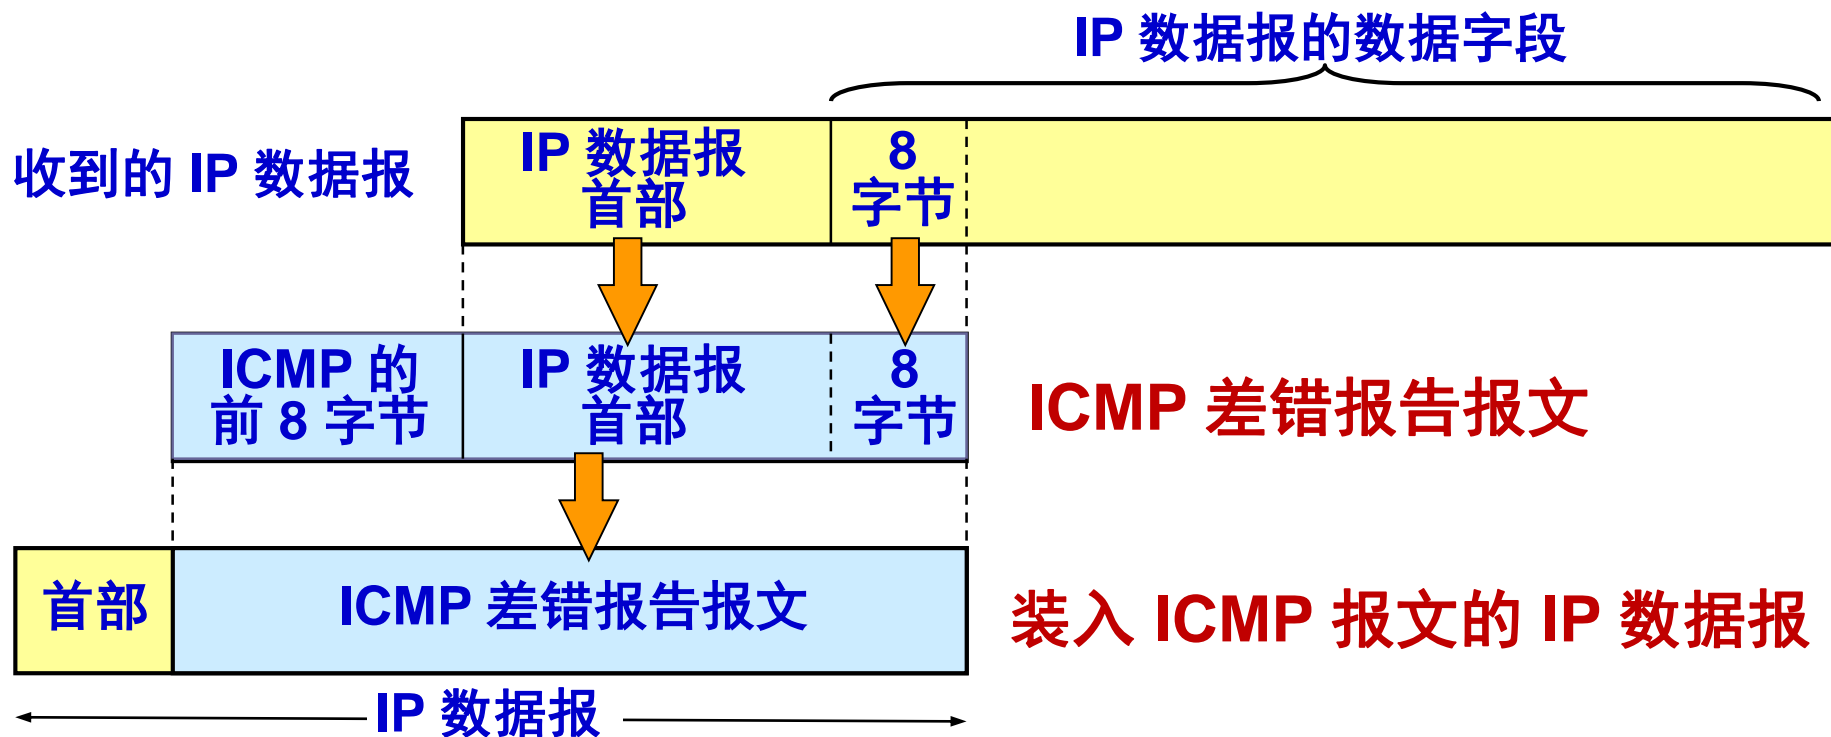 IP 数据报的数据字段
收到的 IP 数据报
IP 数据报
首部
8
字节
ICMP 的
前 8 字节
IP 数据报
首部
8
字节
ICMP 差错报告报文
首部
ICMP 差错报告报文
装入 ICMP 报文的 IP 数据报
IP 数据报